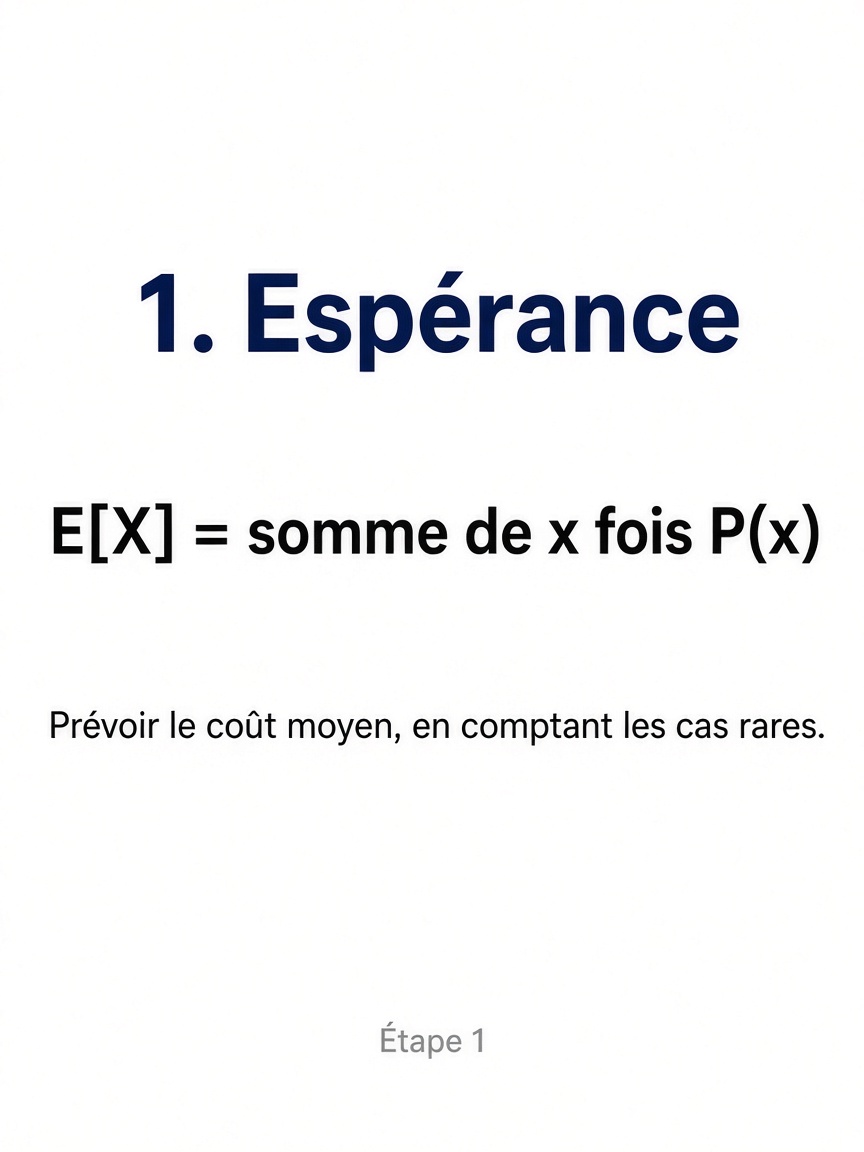 1. Espérance
E[X] = somme de x fois P(x)
Prévoir le coût moyen, en comptant les cas rares.
Étape 1